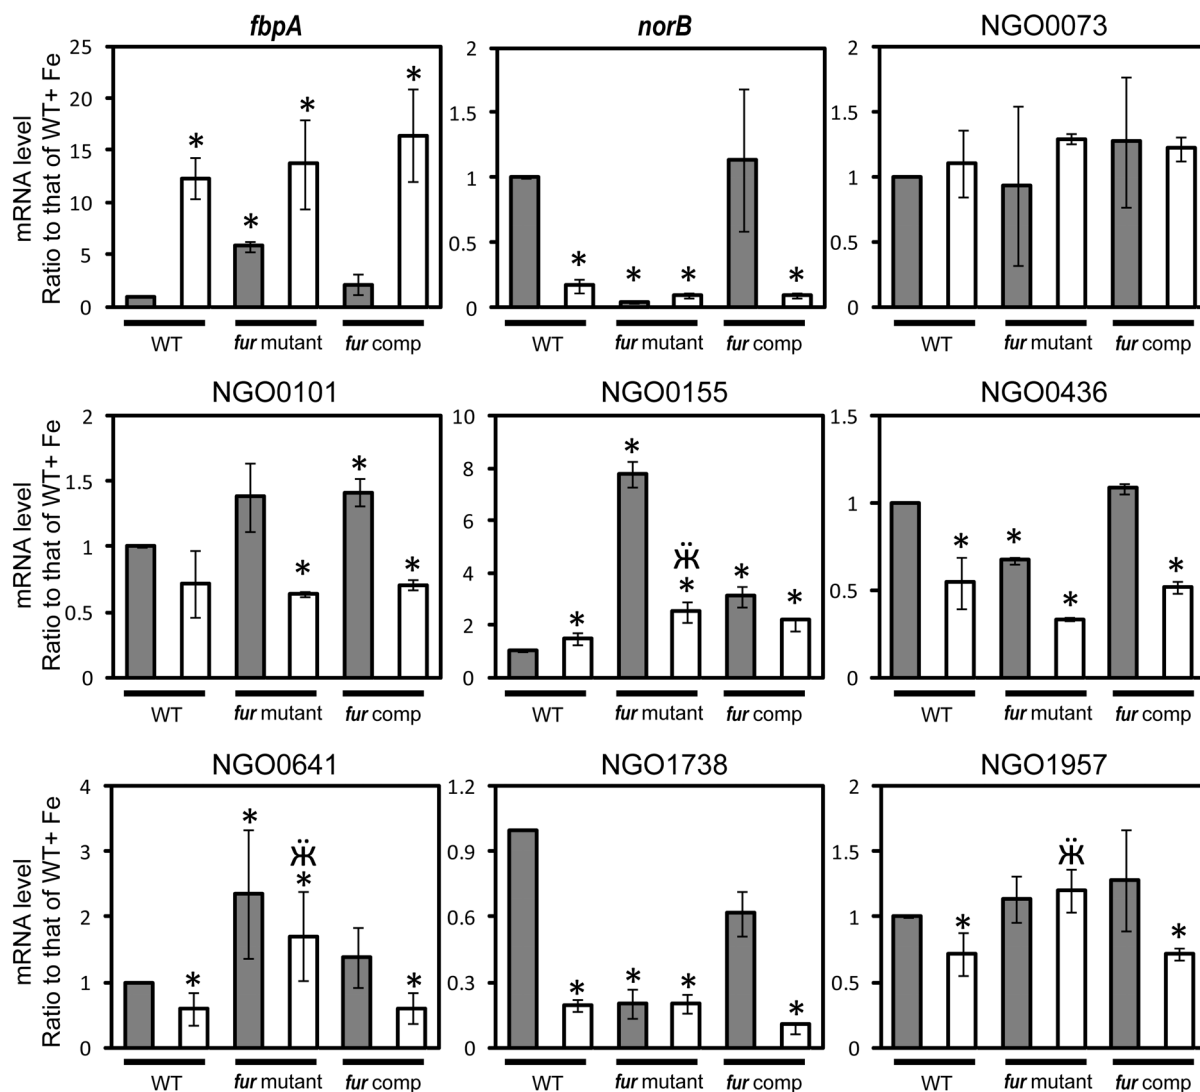 fbpA norB NGO0073
mRNA level
Ratio to that of WT+ Fe
25
20
15
10
5
0
* * * *
WT fur mutant fur comp
2
1.5
1
0.5
0
* * * *
WT fur mutant fur comp
2
1.5
1
0.5
0
WT fur mutant fur comp
NGO0101 NGO0155 NGO0436
mRNA level
Ratio to that of WT+ Fe
2
1.5
1
0.5
0
* * *
WT fur mutant fur comp
10
8
6
4
2
0
Ӝ
* * * * *
WT fur mutant fur comp
1.5
1
0.5
0
* * * *
WT fur mutant fur comp
NGO0641 NGO1738 NGO1957
mRNA level
Ratio to that of WT+ Fe
4
3
2
1
0
Ӝ
* * * *
WT fur mutant fur comp
1.2
0.9
0.6
0.3
0
* * * *
WT fur mutant fur comp
2
1.5
1
0.5
0
Ӝ
* *
WT fur mutant fur comp